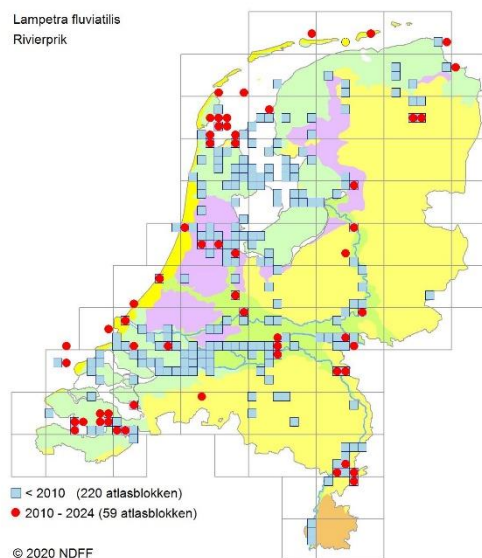 Lampetra fluviatilis
Rivierprik
< 2010 (220 atlasblokken)
2010 - 2024 (59 atlasblokken)
© 2020 NDFF